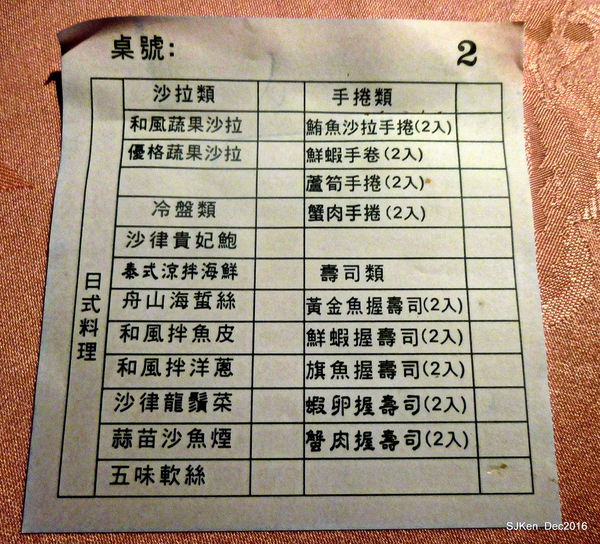 桌號: 2
日式料理
沙拉類 手捲類
和風蔬果沙拉 鮪魚沙拉手捲(2入)
優格蔬果沙拉 鮮蝦手卷(2入)
蘆筍手捲(2入)
冷盤類 蟹肉手捲(2入)
沙律貴妃鮑
泰式涼拌海鮮 壽司類
舟山海蜇絲 黃金魚握壽司(2入)
和風拌魚皮 鮮蝦握壽司(2入)
和風拌洋蔥 旗魚握壽司(2入)
沙律龍鬚菜 蝦卵握壽司(2入)
蒜苗沙魚煙 蟹肉握壽司(2入)
五味軟絲
SJKen Dec2016